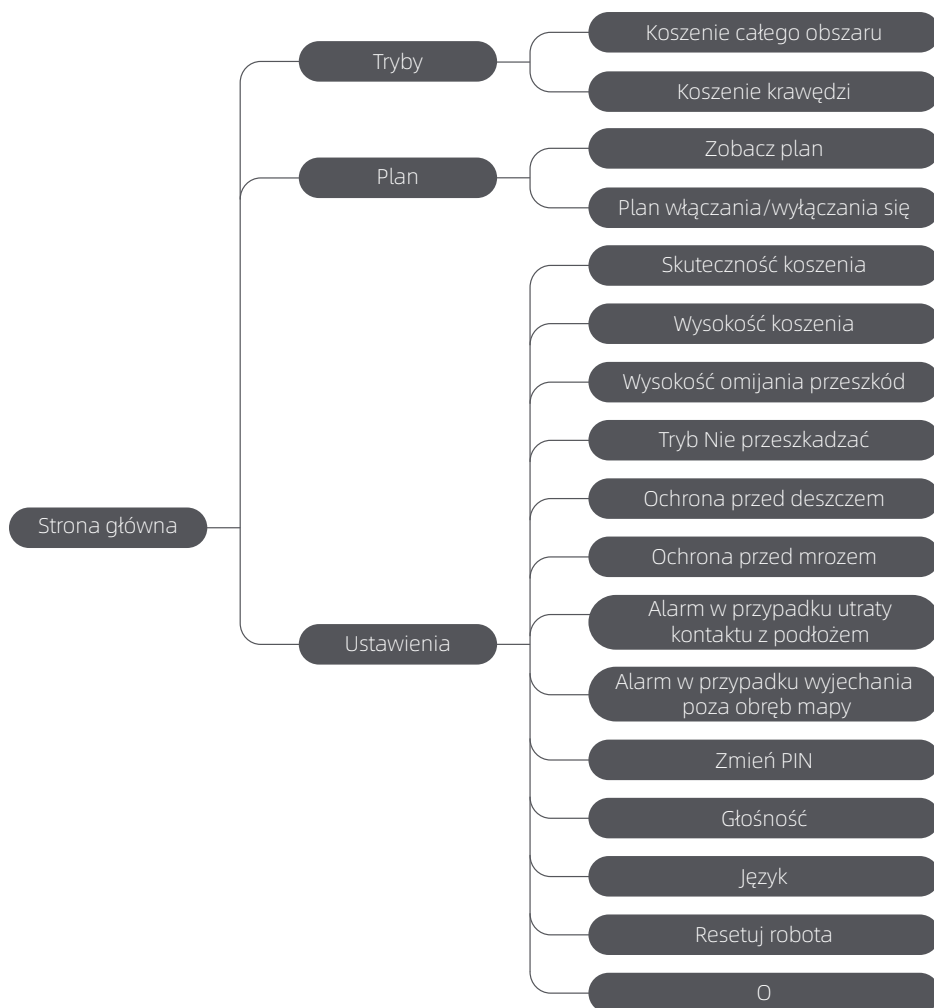 Strona główna
Tryby
Koszenie całego obszaru
Koszenie krawędzi
Plan
Zobacz plan
Plan włączania/wyłączania się
Ustawienia
Skuteczność koszenia
Wysokość koszenia
Wysokość omijania przeszkód
Tryb Nie przeszkadzać
Ochrona przed deszczem
Ochrona przed mrozem
Alarm w przypadku utraty
kontaktu z podłożem
Alarm w przypadku wyjechania
poza obręb mapy
Zmień PIN
Głośność
Język
Resetuj robota
O